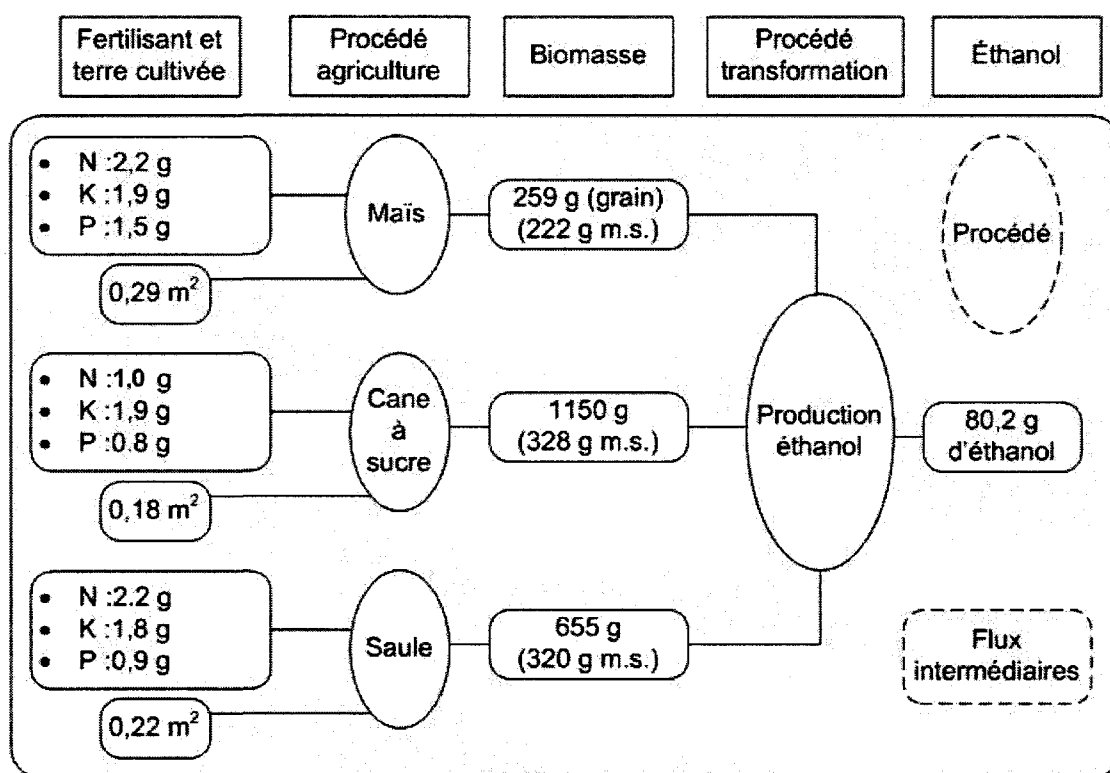 Fertilisant et
terre cultivée
Procédé
agriculture
Biomasse
Procédé
transformation
Éthanol
• N :2,2 g
• K :1,9 g
• P :1,5 g
0,29 m²
Maïs
259 g (grain)
(222 g m.s.)
Procédé
• N :1,0 g
• K :1,9 g
• P :0.8 g
0,18 m²
Cane
à
sucre
1150 g
(328 g m.s.)
Production
éthanol
80,2 g
d'éthanol
• N :2.2 g
• K :1,8 g
• P :0,9 g
0,22 m²
Saule
655 g
(320 g m.s.)
Flux
intermédiaires